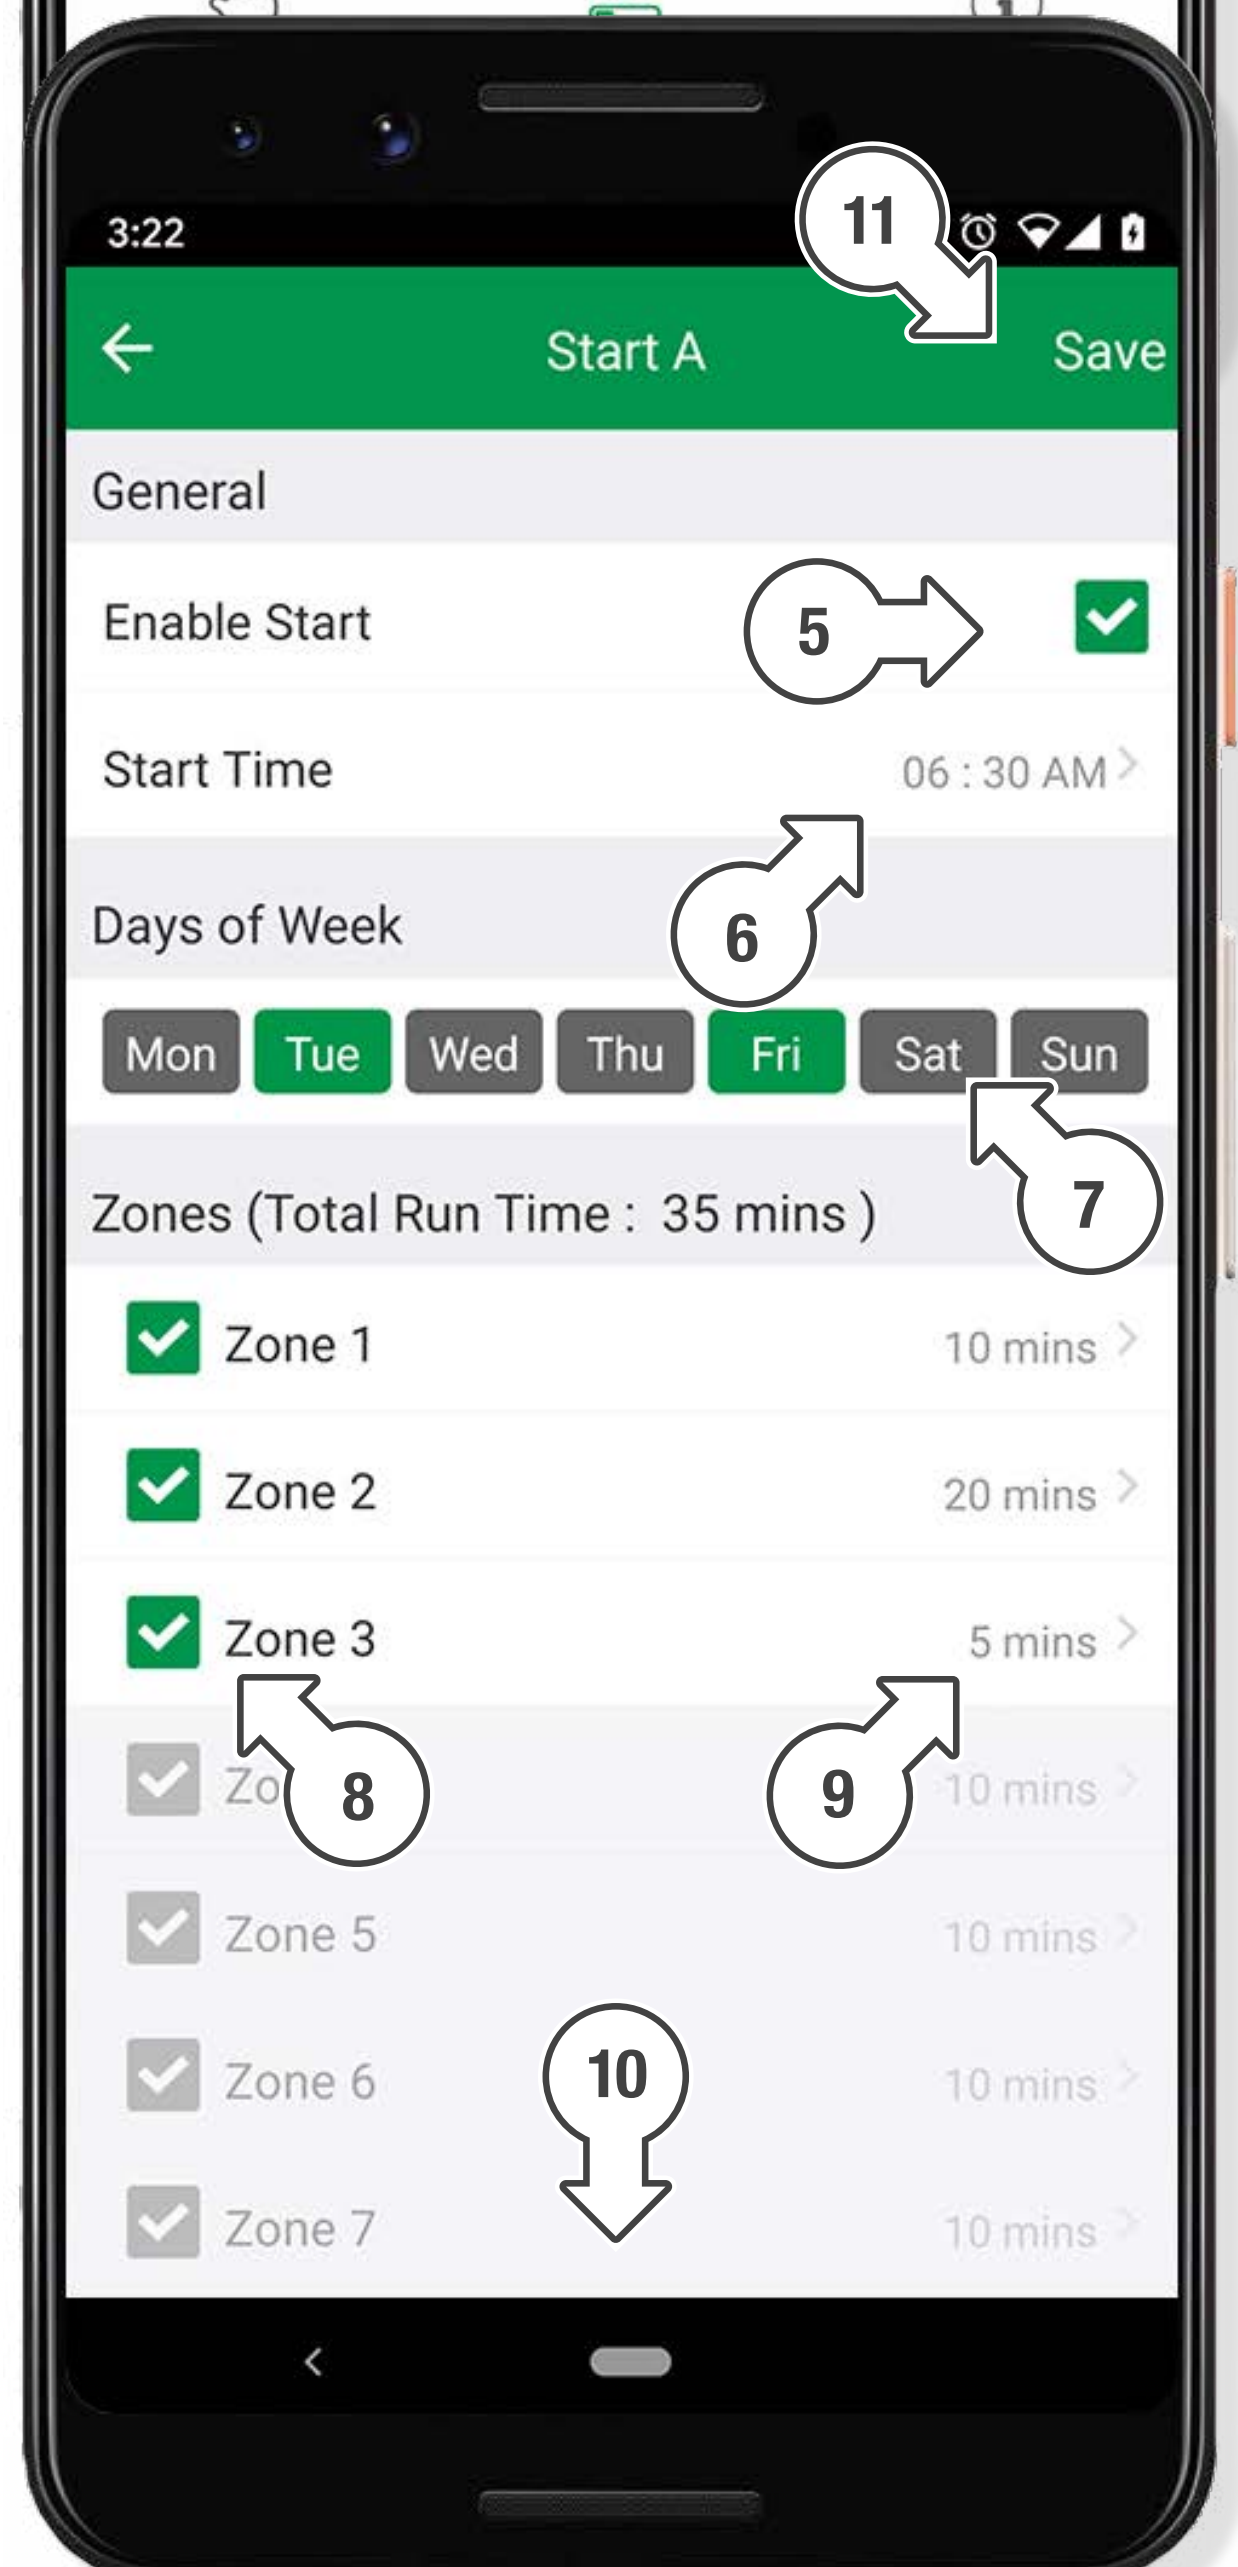 1
3:22
11
Start A
Save
General
Enable Start
5
Start Time
06 : 30 AM
6
Days of Week
Mon Tue Wed Thu Fri Sat Sun
7
Zones (Total Run Time : 35 mins )
Zone 1
10 mins
Zone 2
20 mins
Zone 3
5 mins
8
9
Zo
10 mins
Zone 5
10 mins
10
Zone 6
10 mins
Zone 7
10 mins